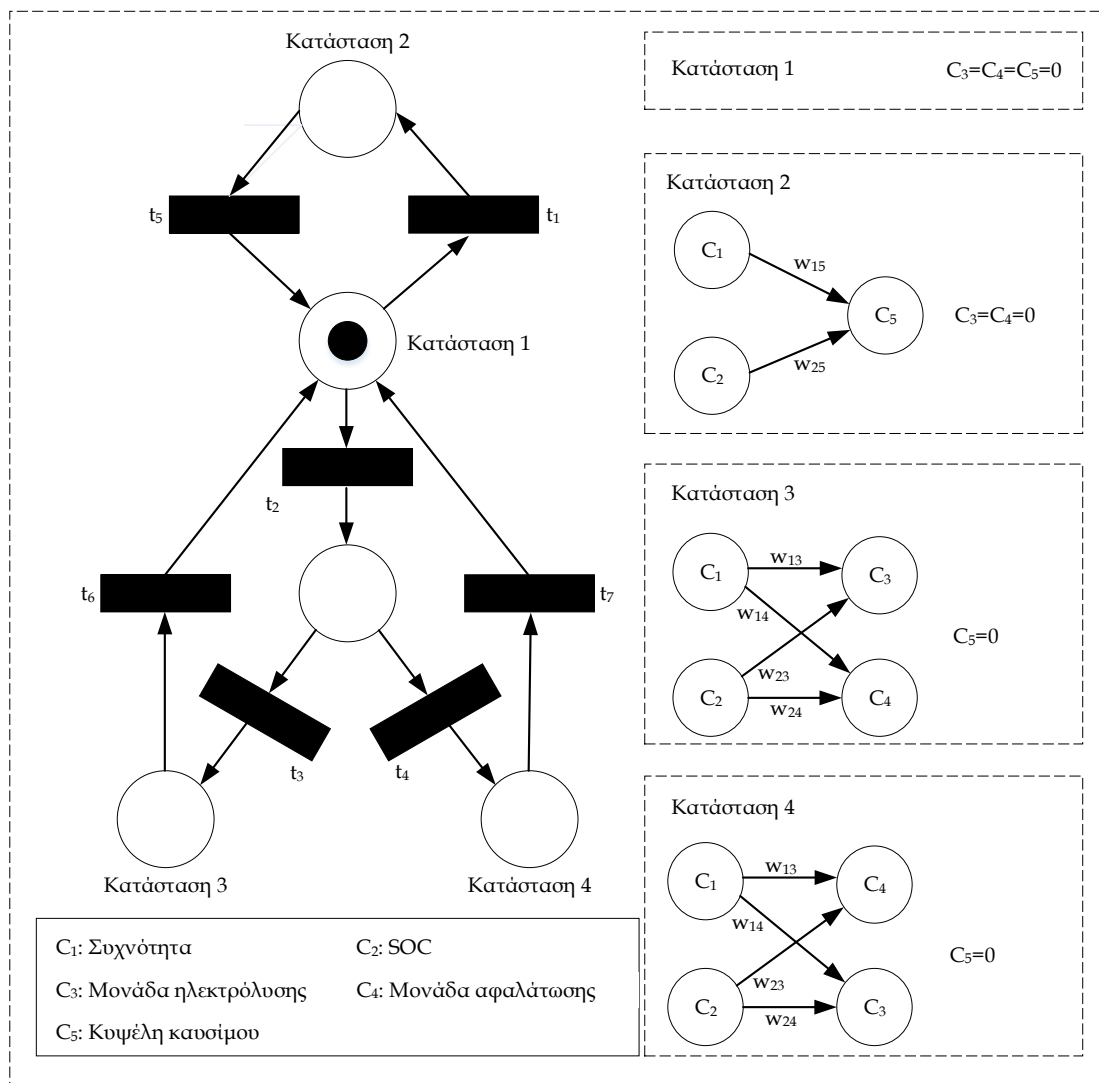 Κατάσταση 2
t₅
t₁
Κατάσταση 1
t₂
t₆
t₇
t₃
t₄
Κατάσταση 3
Κατάσταση 4
C₁: Συχνότητα
C₂: SOC
C₃: Μονάδα ηλεκτρόλυσης
C₄: Μονάδα αφαλάτωσης
C₅: Κυψέλη καυσίμου
Κατάσταση 1
C₃=C₄=C₅=0
Κατάσταση 2
C₁
w₁₅
C₅
C₃=C₄=0
C₂
w₂₅
Κατάσταση 3
C₁
w₁₃
C₃
w₁₄
C₅=0
w₂₃
C₂
w₂₄
C₄
Κατάσταση 4
C₁
w₁₃
C₄
w₁₄
C₅=0
w₂₃
C₂
w₂₄
C₃